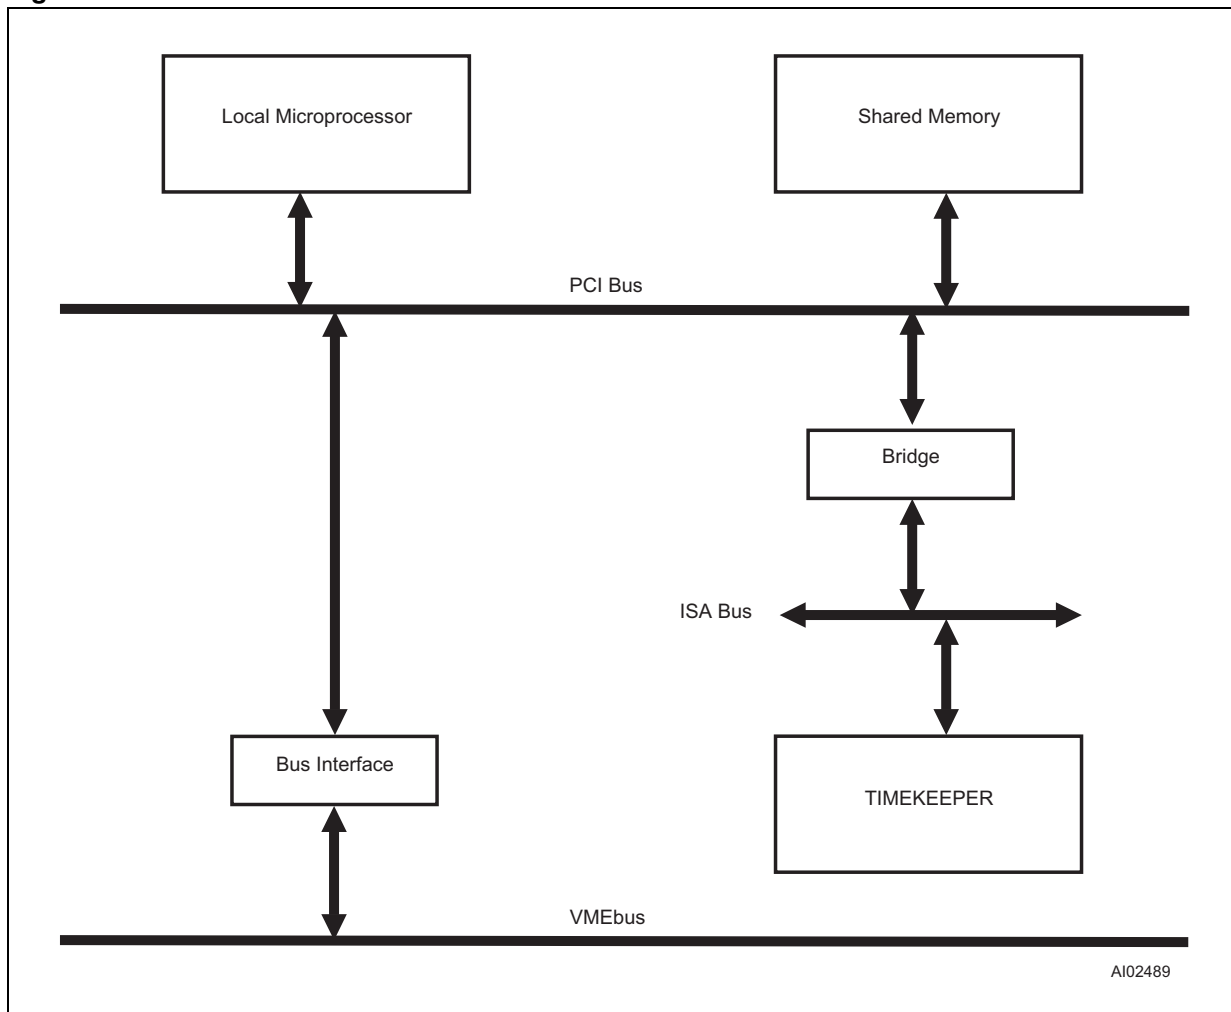 Local Microprocessor
Shared Memory
PCI Bus
Bridge
ISA Bus
Bus Interface
TIMEKEEPER
VMEbus
AI02489